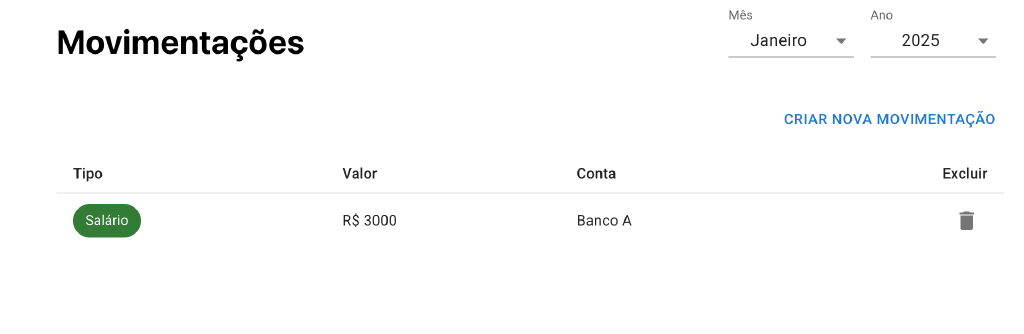 Movimentações
Mês
Ano
Janeiro
2025
CRIAR NOVA MOVIMENTAÇÃO
Tipo Valor Conta Excluir
Salário R$ 3000 Banco A